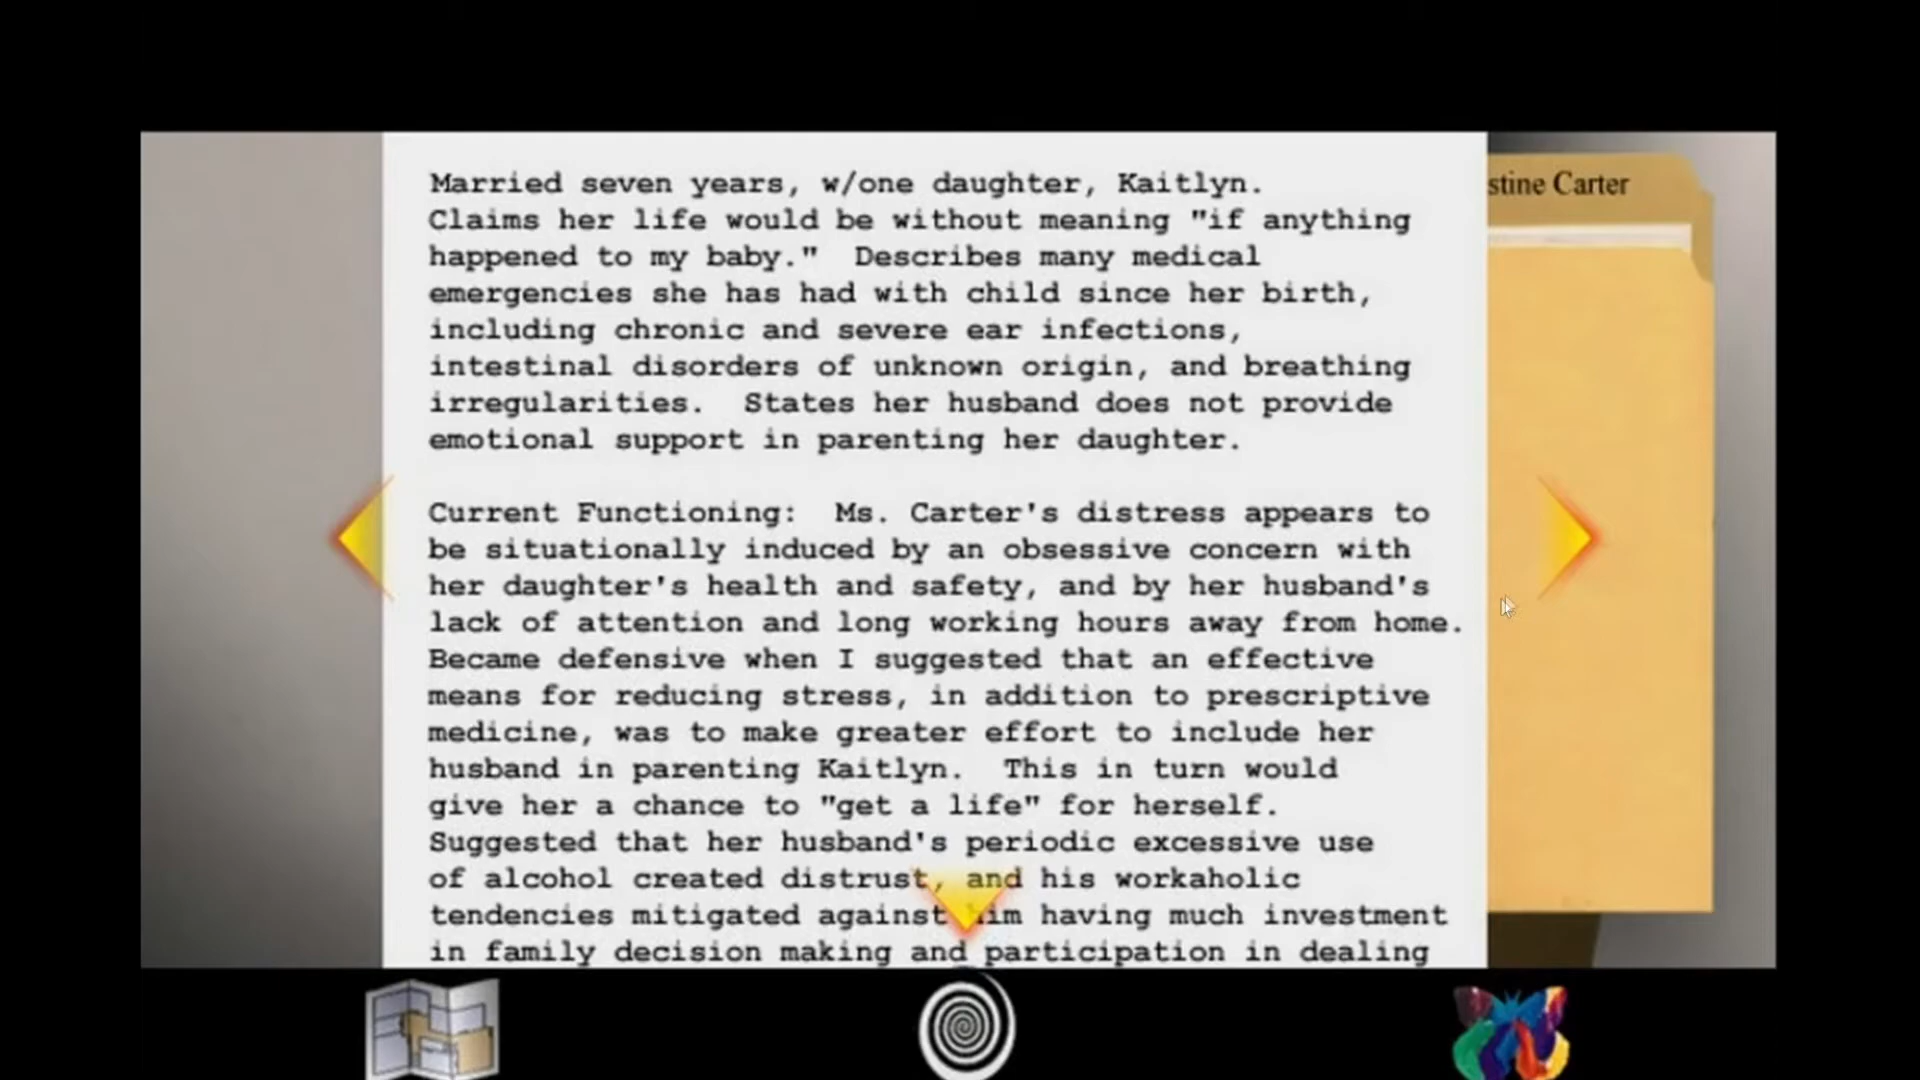 Married seven years, w/one daughter, Kaitlyn.
Claims her life would be without meaning "if anything
happened to my baby."  Describes many medical
emergencies she has had with child since her birth,
including chronic and severe ear infections,
intestinal disorders of unknown origin, and breathing
irregularities.  States her husband does not provide
emotional support in parenting her daughter.
Current Functioning:  Ms. Carter's distress appears to
be situationally induced by an obsessive concern with
her daughter's health and safety, and by her husband's
lack of attention and long working hours away from home.
Became defensive when I suggested that an effective
means for reducing stress, in addition to prescriptive
medicine, was to make greater effort to include her
husband in parenting Kaitlyn.  This in turn would
give her a chance to "get a life" for herself.
Suggested that her husband's periodic excessive use
of alcohol created distrust, and his workaholic
tendencies mitigated against him having much investment
in family decision making and participation in dealing
stine Carter